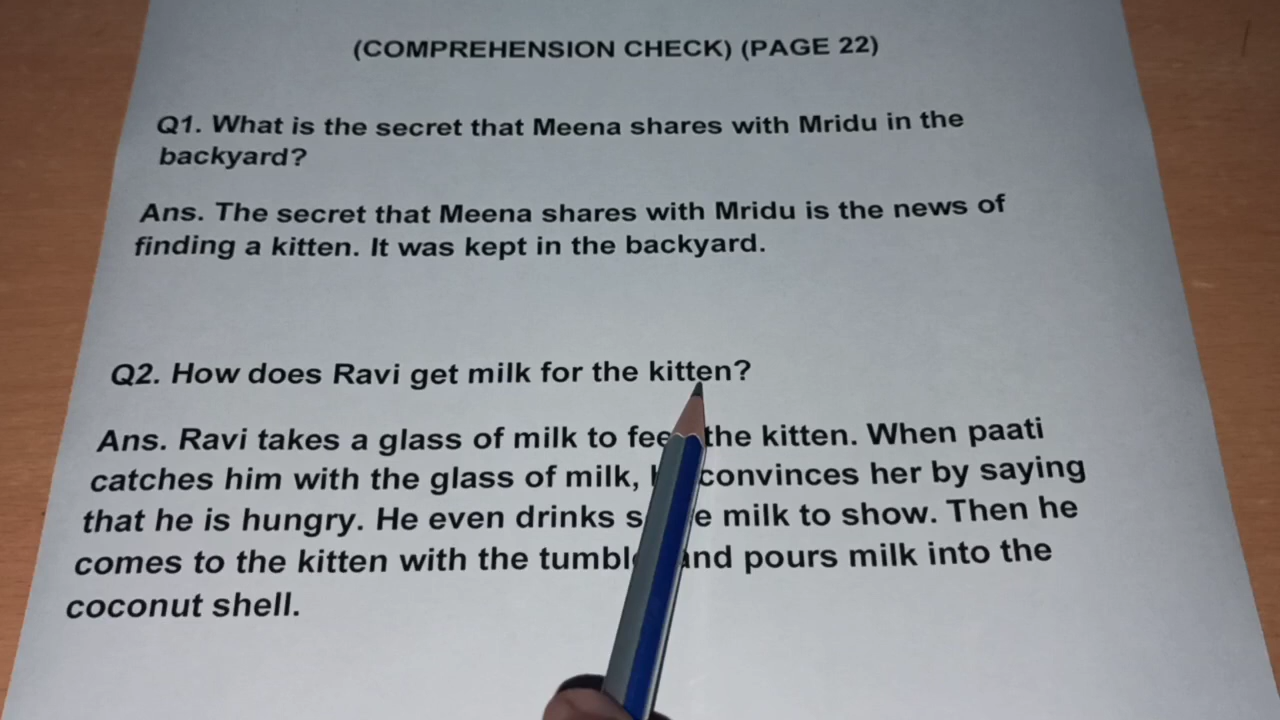 (COMPREHENSION CHECK) (PAGE 22)
Q1. What is the secret that Meena shares with Mridu in the
backyard?
Ans. The secret that Meena shares with Mridu is the news of
finding a kitten. It was kept in the backyard.
Q2. How does Ravi get milk for the kitten?
Ans. Ravi takes a glass of milk to fee the kitten. When paati
catches him with the glass of milk, convinces her by saying
that he is hungry. He even drinks milk to show. Then he
comes to the kitten with the tumbl and pours milk into the
coconut shell.